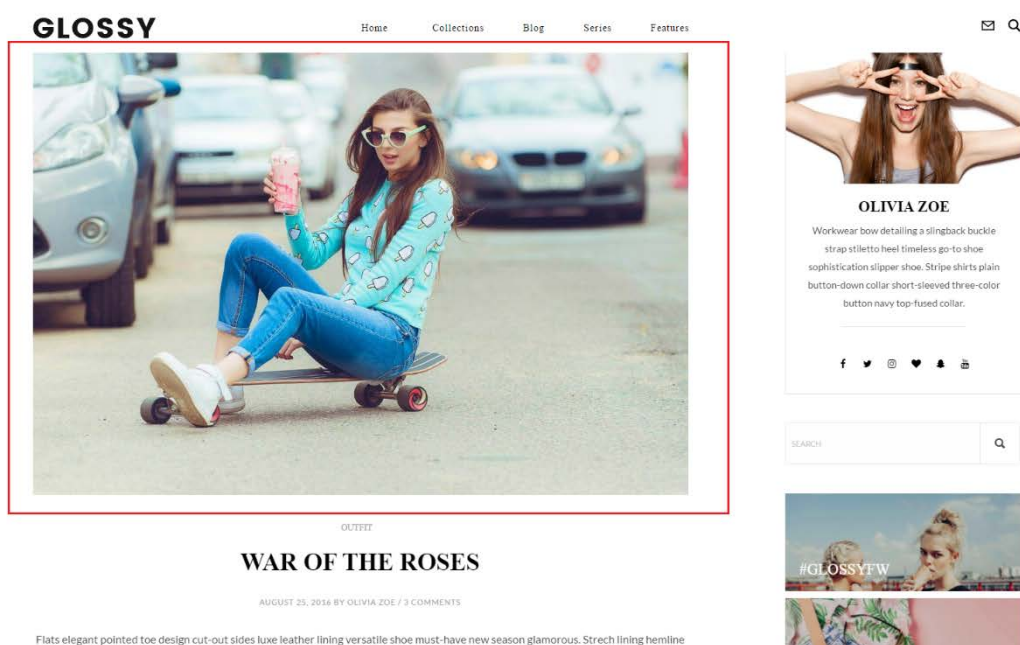 GLOSSY
Home Collections Blog Series Features
OLIVIA ZOE
Workwear bow detailing a slingback buckle
strap stiletto heel timeless go-to shoe
sophistication slipper shoe. Stripe shirts plain
button-down collar short-sleeved three-color
button navy top-fused collar.
SEARCH
#GLOSSYFW
OUTFIT
WAR OF THE ROSES
AUGUST 25, 2016 BY OLIVIA ZOE / 3 COMMENTS
Flats elegant pointed toe design cut-out sides luxe leather lining versatile shoe must-have new season glamorous. Strech lining hemline